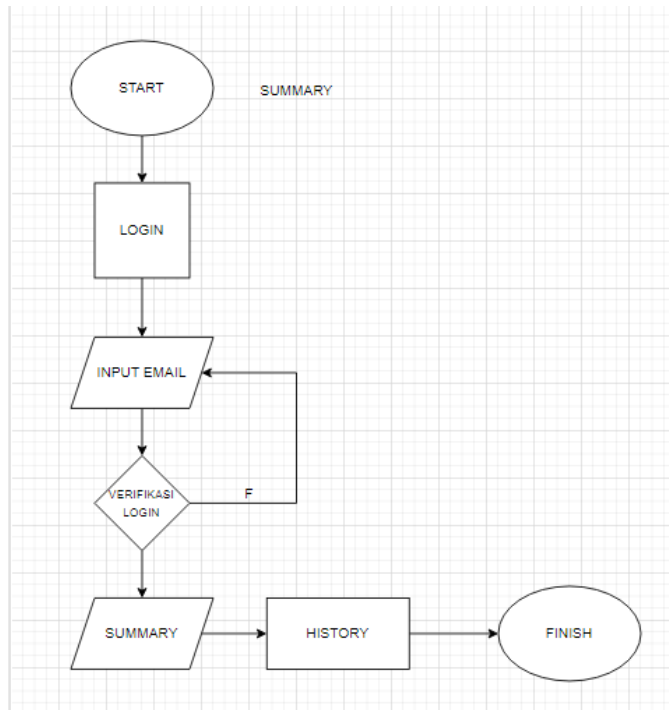 START
SUMMARY
LOGIN
INPUT EMAIL
VERIFIKASI
LOGIN
F
SUMMARY
HISTORY
FINISH